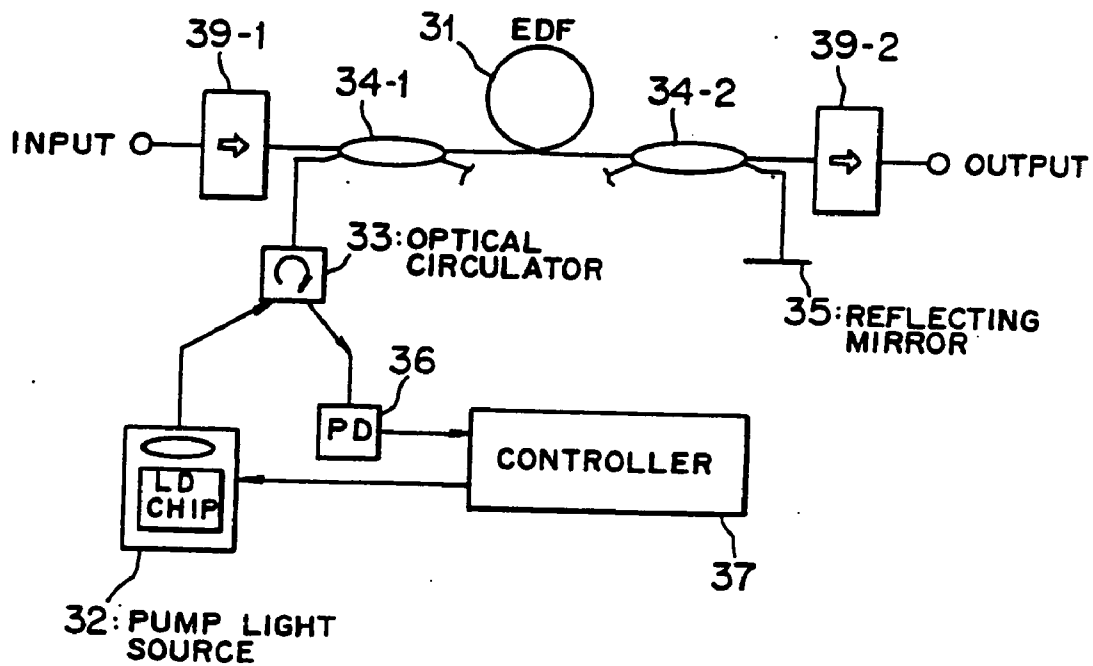 39-1
34-1
31
EDF
34-2
39-2
INPUT
OUTPUT
33:OPTICAL
CIRCULATOR
35:REFLECTING
MIRROR
36
PD
CONTROLLER
LD
CHIP
37
32:PUMP LIGHT
SOURCE